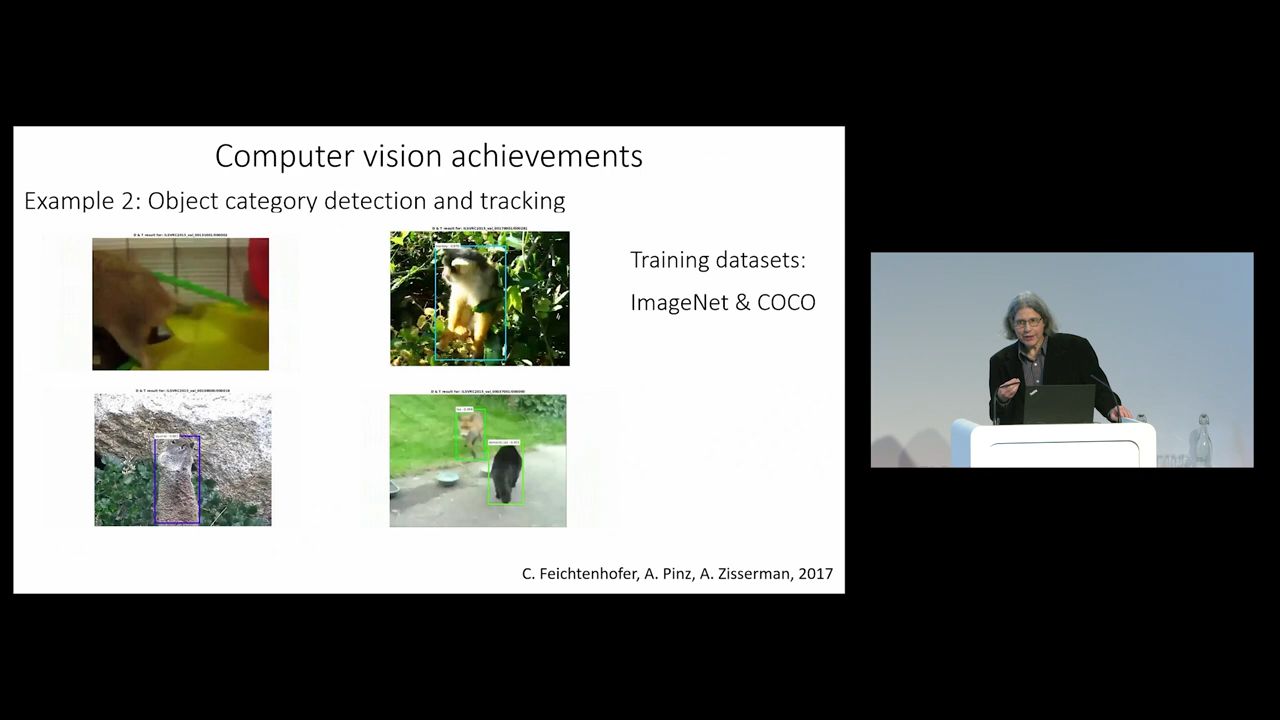 Computer vision achievements
Example 2: Object category detection and tracking
Training datasets:
ImageNet & COCO
C. Feichtenhofer, A. Pinz, A. Zisserman, 2017